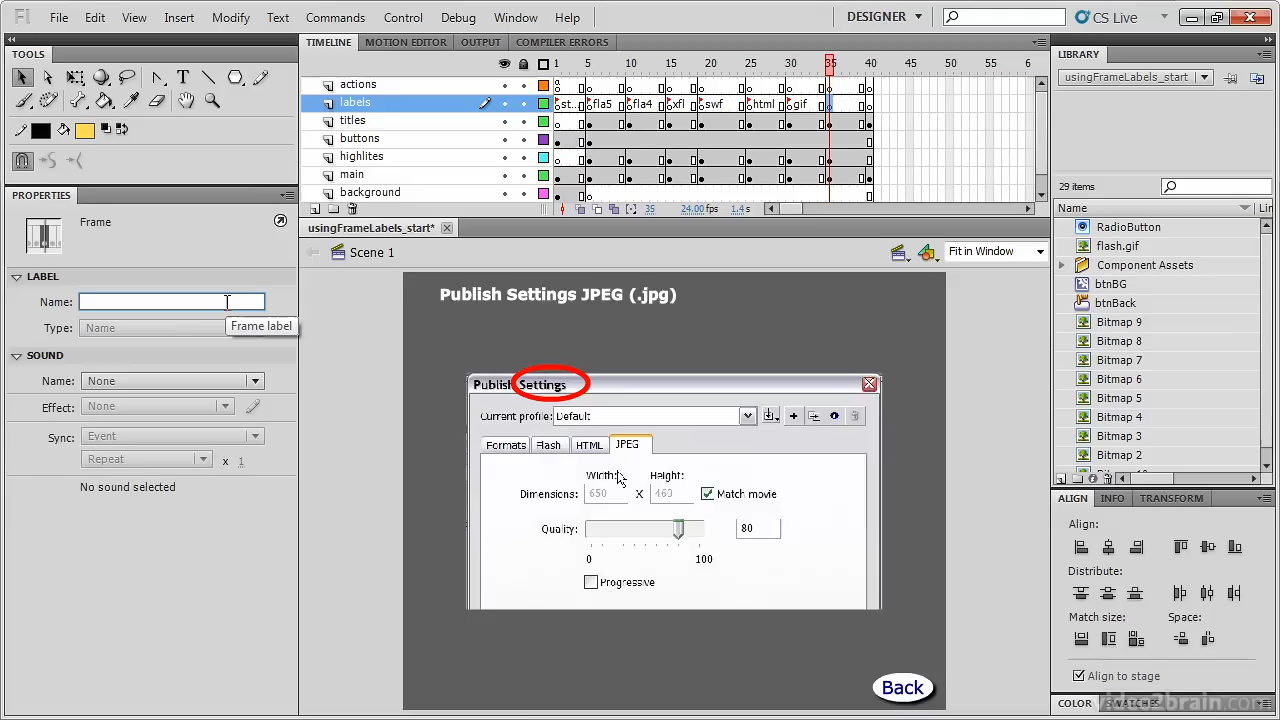 Fl File Edit View Insert Modify Text Commands Control Debug Window Help DESIGNER CS Live
TOOLS
PROPERTIES
Frame
LABEL
Name:
Frame label
Type: Name
SOUND
Name: None
Effect: None
Sync: Event
Repeat x 1
No sound selected
TIMELINE MOTION EDITOR OUTPUT COMPILER ERRORS
1 5 10 15 20 25 30 35 40 45 50 55 6
actions
labels st... fla5 fla4 xfl swf html gif
titles
buttons
highlites
main
background
35 24.00 fps 1.4 s
usingFrameLabels_start*
Scene 1 Fit in Window
Publish Settings JPEG (.jpg)
Publish Settings
Current profile: Default
Formats Flash HTML JPEG
Width: Height:
Dimensions: 650 X 460 Match movie
Quality: 80
0 100
Progressive
Back
LIBRARY
usingFrameLabels_start
29 items
Name Lin
RadioButton
flash.gif
Component Assets
btnBG
btnBack
Bitmap 9
Bitmap 8
Bitmap 7
Bitmap 6
Bitmap 5
Bitmap 4
Bitmap 3
Bitmap 2
ALIGN INFO TRANSFORM
Align:
Distribute:
Match size: Space:
Align to stage
COLOR SWATCHES
video2brain.com